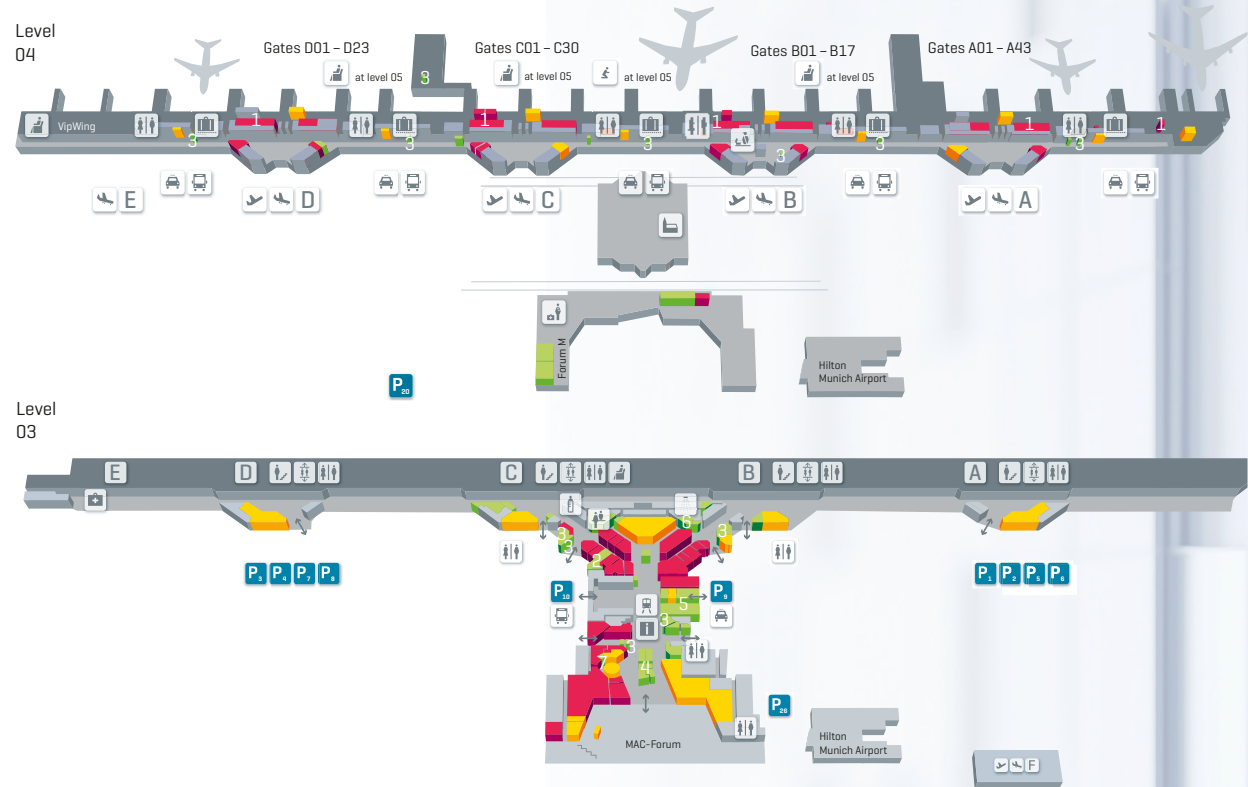 Level
04
Gates D01 – D23
Gates C01 – C30
Gates B01 – B17
Gates A01 – A43
at level 05
at level 05
at level 05
at level 05
3
VipWing
1
1
1
1
1
3
3
3
3
3
3
E
D
C
B
A
Forum M
Hilton
Munich Airport
P20
Level
03
E
D
C
B
A
6
3
3
3
2
P3
P4
P7
P8
P1
P2
P5
P6
P10
P9
5
3
i
3
7
4
P26
MAC-Forum
Hilton
Munich Airport
F